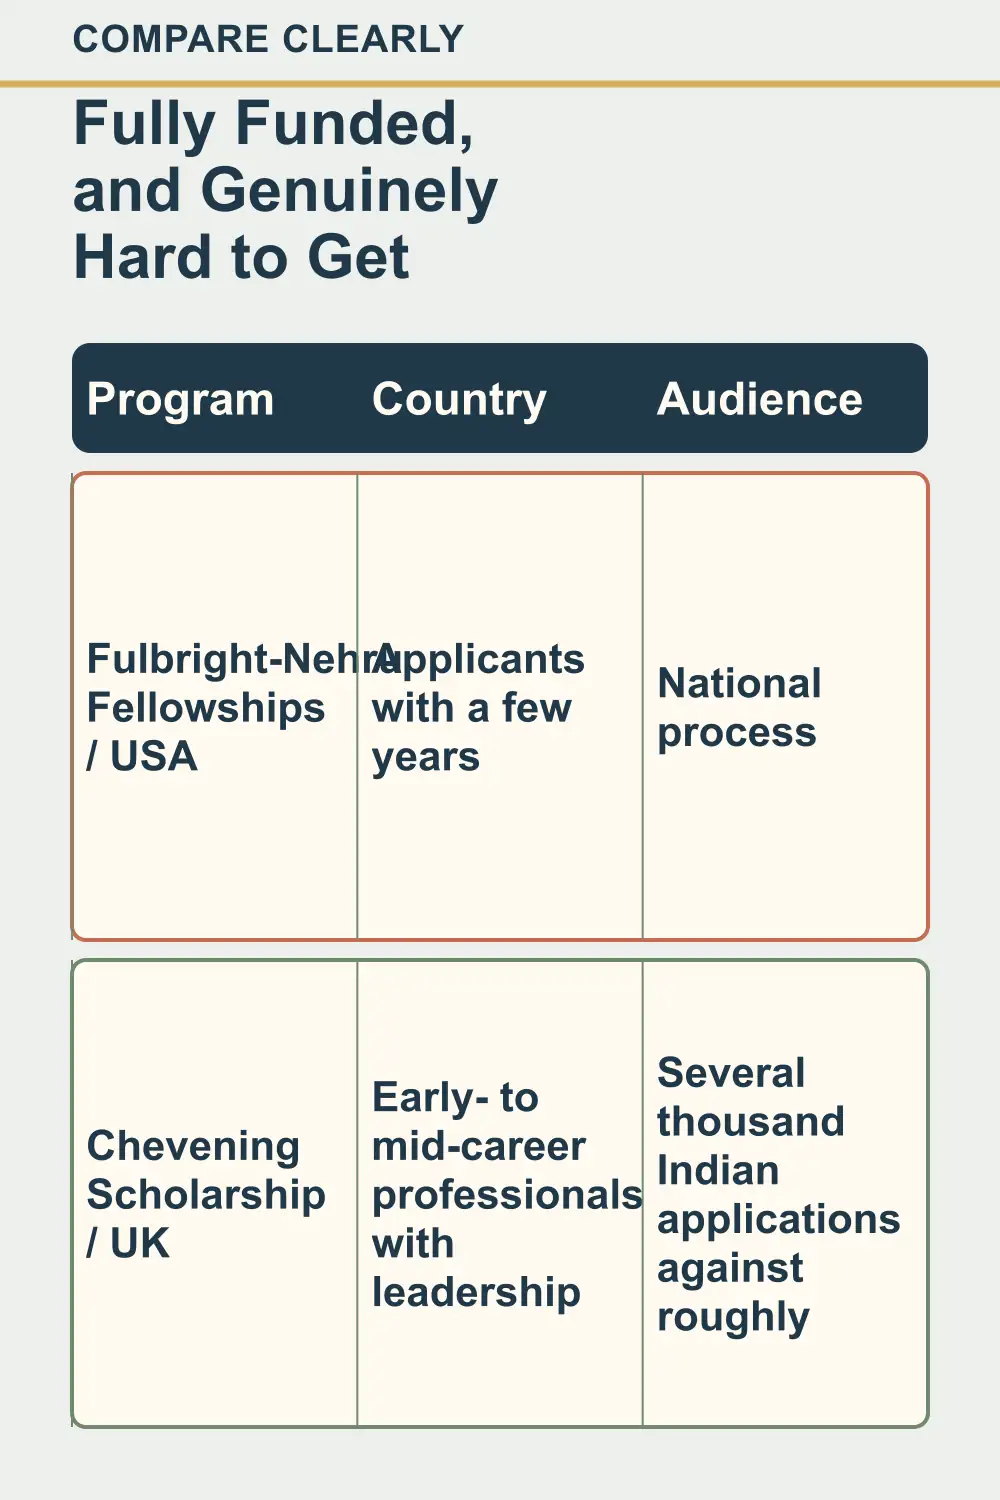 COMPARE CLEARLY
Fully Funded,
and Genuinely
Hard to Get
Program Country Audience
Fulbright-Nehru
Fellowships
/ USA
Applicants
with a few
years
National
process
Chevening
Scholarship
/ UK
Early- to
mid-career
professionals
with
leadership
Several
thousand
Indian
applications
against
roughly